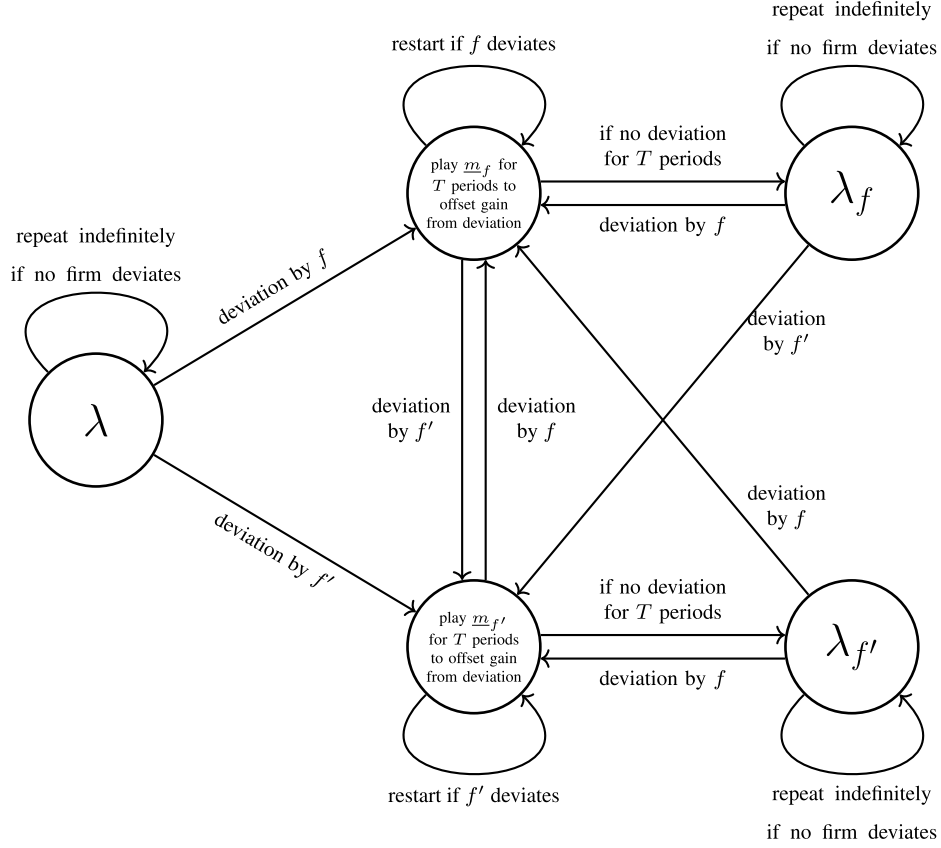 repeat indefinitely
if no firm deviates
restart if f deviates
if no deviation
for T periods
play m̲_f for
T periods to
offset gain
from deviation
λ_f
deviation by f
repeat indefinitely
if no firm deviates
deviation by f
deviation
by f′
λ
deviation
by f′
deviation
by f
deviation
by f
deviation by f′
if no deviation
for T periods
play m̲_f′
for T periods
to offset gain
from deviation
λ_f′
deviation by f
restart if f′ deviates
repeat indefinitely
if no firm deviates